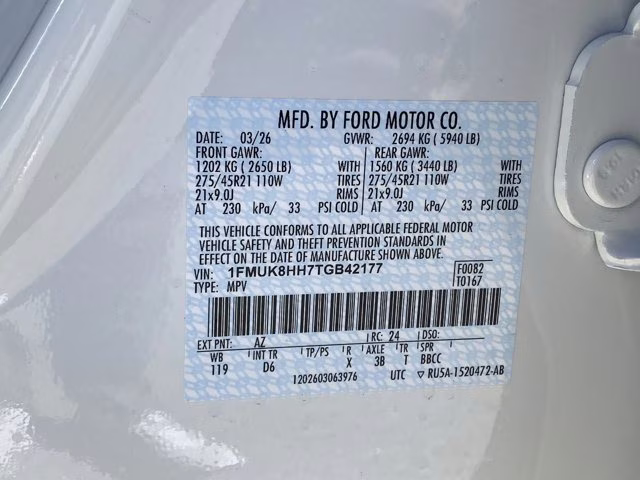 MFD. BY FORD MOTOR CO.
DATE: 03/26 GVWR: 2694 KG ( 5940 LB)
FRONT GAWR: REAR GAWR:
1202 KG ( 2650 LB) WITH 1560 KG ( 3440 LB) WITH
275/45R21 110W TIRES 275/45R21 110W TIRES
21x9.0J RIMS 21x9.0J RIMS
AT 230 kPa/ 33 PSI COLD AT 230 kPa/ 33 PSI COLD
THIS VEHICLE CONFORMS TO ALL APPLICABLE FEDERAL MOTOR
VEHICLE SAFETY AND THEFT PREVENTION STANDARDS IN
EFFECT ON THE DATE OF MANUFACTURE SHOWN ABOVE.
VIN: 1FMUK8HH7TGB42177 F0082
TYPE: MPV T0167
EXT PNT: AZ RC: 24 DSO:
WB INT TR TP/PS R AXLE TR SPR
119 D6 X 3B T BBCC
1202603063976 UTC RU5A-1520472-AB